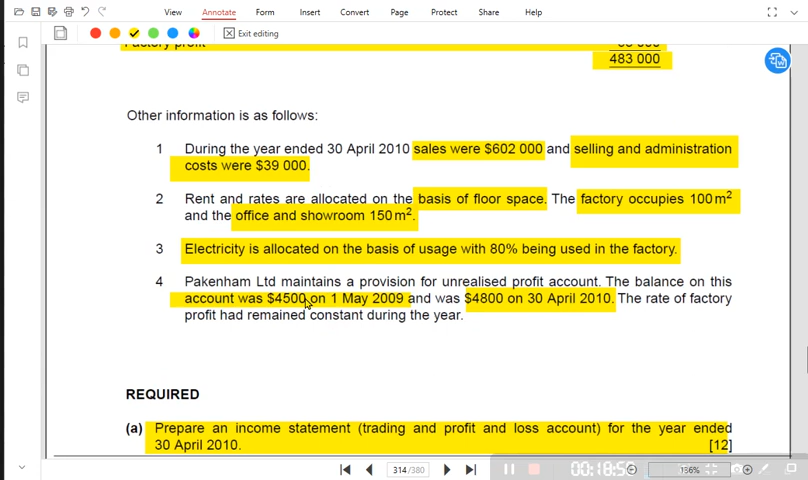 View Annotate Form Insert Convert Page Protect Share Help
Exit editing
Factory profit
483 000
Other information is as follows:
1 During the year ended 30 April 2010 sales were $602 000 and selling and administration
costs were $39 000.
2 Rent and rates are allocated on the basis of floor space. The factory occupies 100 m²
and the office and showroom 150 m².
3 Electricity is allocated on the basis of usage with 80% being used in the factory.
4 Pakenham Ltd maintains a provision for unrealised profit account. The balance on this
account was $4500 on 1 May 2009 and was $4800 on 30 April 2010. The rate of factory
profit had remained constant during the year.
REQUIRED
(a) Prepare an income statement (trading and profit and loss account) for the year ended
30 April 2010. [12]
314 /380